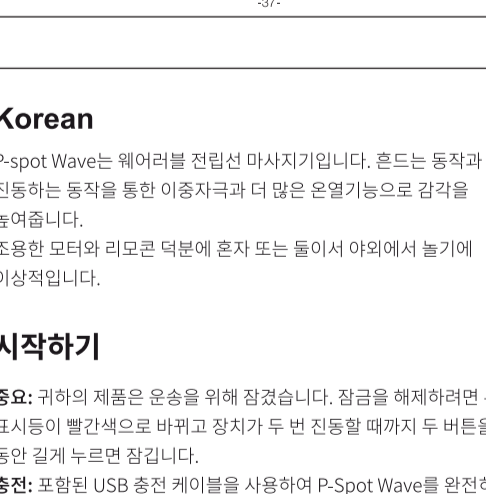 -37-
Korean
P-spot Wave는 웨어러블 전립선 마사지기입니다. 흔드는 동작과
진동하는 동작을 통한 이중자극과 더 많은 온열기능으로 감각을
높여줍니다.
조용한 모터와 리모콘 덕분에 혼자 또는 둘이서 야외에서 놀기에
이상적입니다.
시작하기
중요: 귀하의 제품은 운송을 위해 잠겼습니다. 잠금을 해제하려면
표시등이 빨간색으로 바뀌고 장치가 두 번 진동할 때까지 두 버튼을
동안 길게 누르면 잠깁니다.
충전: 포함된 USB 충전 케이블을 사용하여 P-Spot Wave를